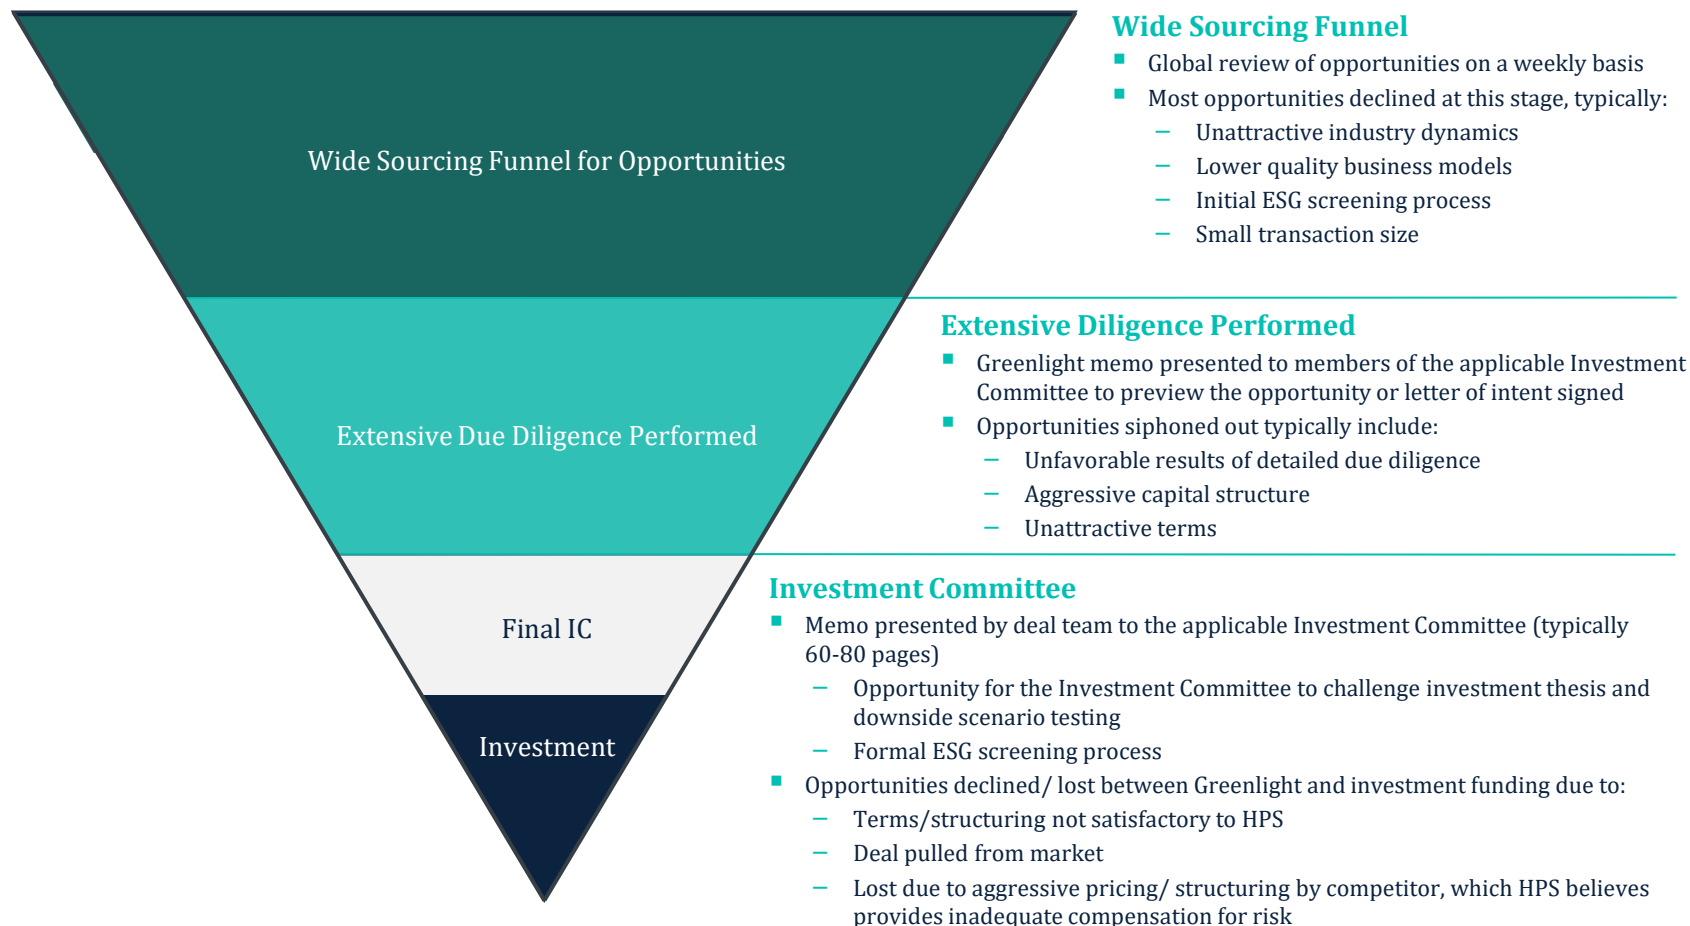 Wide Sourcing Funnel for Opportunities
Extensive Due Diligence Performed
Final IC
Investment
Wide Sourcing Funnel
▪ Global review of opportunities on a weekly basis
▪ Most opportunities declined at this stage, typically:
– Unattractive industry dynamics
– Lower quality business models
– Initial ESG screening process
– Small transaction size
Extensive Diligence Performed
▪ Greenlight memo presented to members of the applicable Investment
Committee to preview the opportunity or letter of intent signed
▪ Opportunities siphoned out typically include:
– Unfavorable results of detailed due diligence
– Aggressive capital structure
– Unattractive terms
Investment Committee
▪ Memo presented by deal team to the applicable Investment Committee (typically
60-80 pages)
– Opportunity for the Investment Committee to challenge investment thesis and
downside scenario testing
– Formal ESG screening process
▪ Opportunities declined/ lost between Greenlight and investment funding due to:
– Terms/structuring not satisfactory to HPS
– Deal pulled from market
– Lost due to aggressive pricing/ structuring by competitor, which HPS believes
provides inadequate compensation for risk